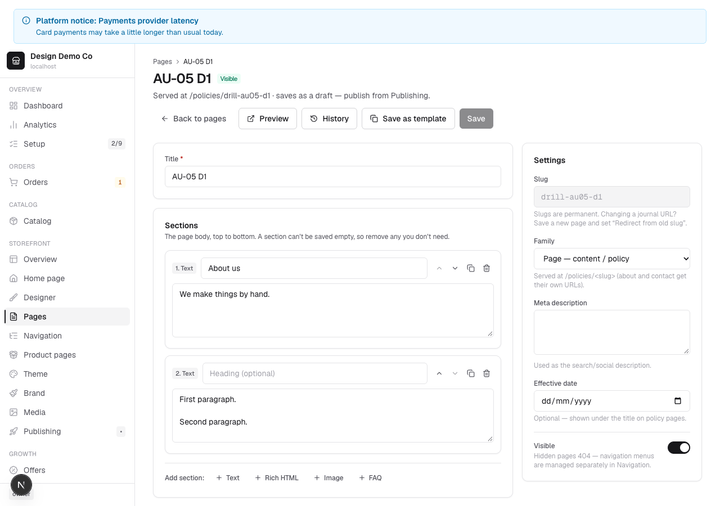 Platform notice: Payments provider latency
Card payments may take a little longer than usual today.
Design Demo Co
localhost
OVERVIEW
Dashboard
Analytics
Setup 2/9
ORDERS
Orders 1
CATALOG
Catalog
STOREFRONT
Overview
Home page
Designer
Pages
Navigation
Product pages
Theme
Brand
Media
Publishing
GROWTH
Offers
N
Pages › AU-05 D1
AU-05 D1 Visible
Served at /policies/drill-au05-d1 · saves as a draft — publish from Publishing.
← Back to pages Preview History Save as template Save
Title *
AU-05 D1
Sections
The page body, top to bottom. A section can't be saved empty, so remove any you don't need.
1. Text About us
We make things by hand.
2. Text Heading (optional)
First paragraph.
Second paragraph.
Add section: + Text + Rich HTML + Image + FAQ
Settings
Slug
drill-au05-d1
Slugs are permanent. Changing a journal URL?
Save a new page and set "Redirect from old slug".
Family
Page — content / policy
Served at /policies/<slug> (about and contact get
their own URLs).
Meta description
Used as the search/social description.
Effective date
dd/mm/yyyy
Optional — shown under the title on policy pages.
Visible
Hidden pages 404 — navigation menus
are managed separately in Navigation.